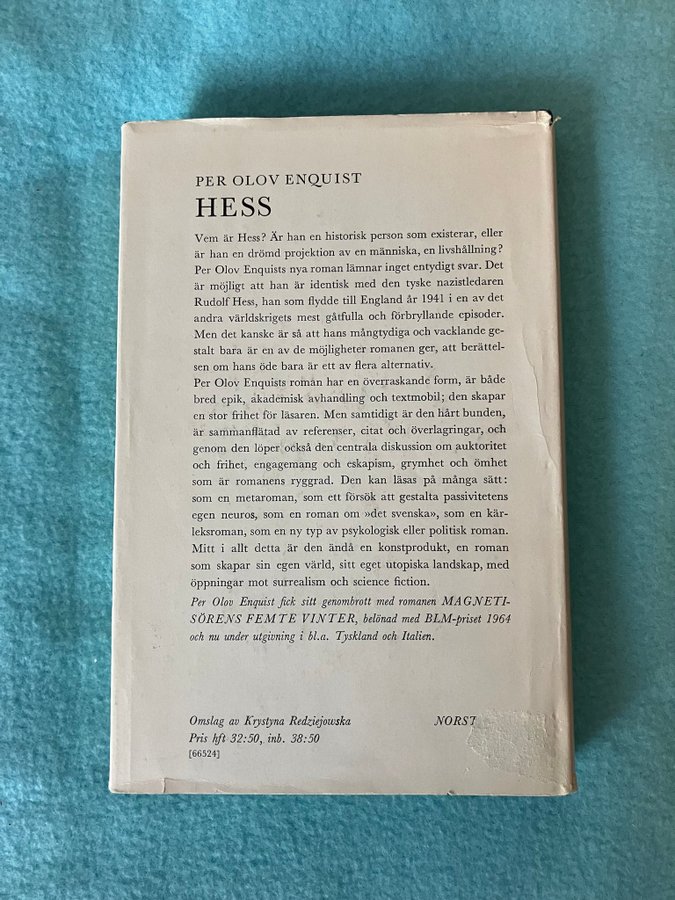 PER OLOV ENQUIST
HESS
Vem är Hess? Är han en historisk person som existerar, eller
är han en drömd projektion av en människa, en livshållning?
Per Olov Enquists nya roman lämnar inget entydigt svar. Det
är möjligt att han är identisk med den tyske nazistledaren
Rudolf Hess, han som flydde till England år 1941 i en av det
andra världskrigets mest gåtfulla och förbryllande episoder.
Men det kanske är så att hans mångtydiga och vacklande ge-
stalt bara är en av de möjligheter romanen ger, att berättel-
sen om hans öde bara är ett av flera alternativ.
Per Olov Enquists roman har en överraskande form, är både
bred epik, akademisk avhandling och textmobil; den skapar
en stor frihet för läsaren. Men samtidigt är den hårt bunden,
är sammanflätad av referenser, citat och överlagringar, och
genom den löper också den centrala diskussion om auktoritet
och frihet, engagemang och eskapism, grymhet och ömhet
som är romanens ryggrad. Den kan läsas på många sätt:
som en metaroman, som ett försök att gestalta passivitetens
egen neuros, som en roman om »det svenska», som en kär-
leksroman, som en ny typ av psykologisk eller politisk roman.
Mitt i allt detta är den ändå en konstprodukt, en roman
som skapar sin egen värld, sitt eget utopiska landskap, med
öppningar mot surrealism och science fiction.
Per Olov Enquist fick sitt genombrott med romanen MAGNETI-
SÖRENS FEMTE VINTER, belönad med BLM-priset 1964
och nu under utgivning i bl.a. Tyskland och Italien.
Omslag av Krystyna Redziejowska
NORST
Pris hft 32:50, inb. 38:50
[66524]